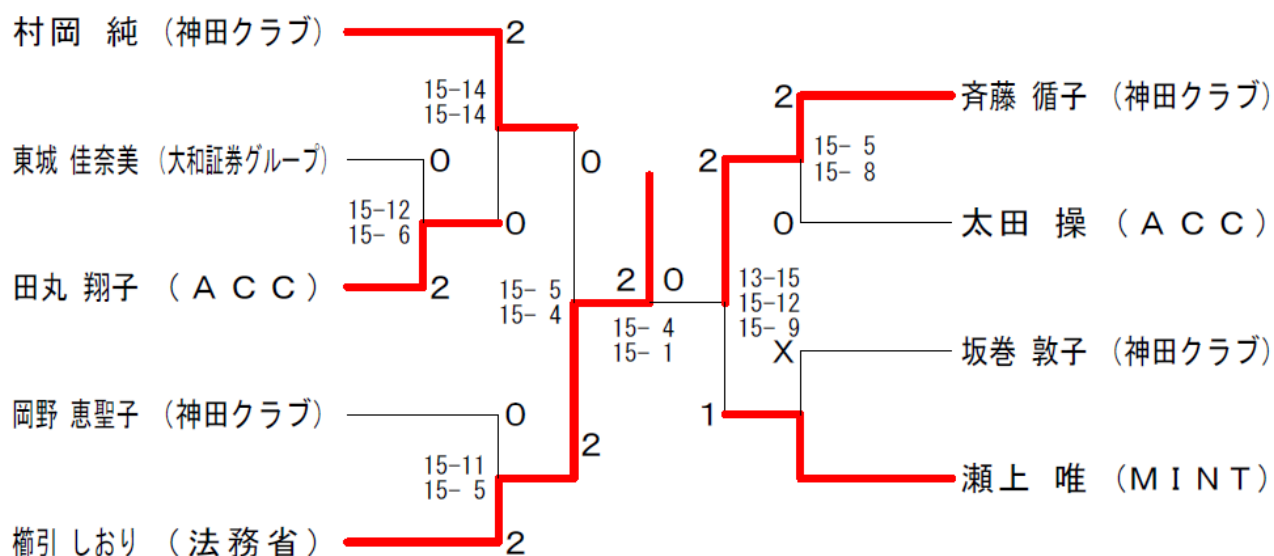 村岡 純 (神田クラブ)
2
15-14
15-14
東城 佳奈美 (大和証券グループ)
0
0
15-12
15- 6
0
田丸 翔子 (ACC)
2
15- 5
15- 4
2
0
15- 4
15- 1
岡野 恵聖子 (神田クラブ)
0
2
15-11
15- 5
櫛引 しおり (法務省)
2
2
斉藤 循子 (神田クラブ)
2
15- 5
15- 8
0
太田 操 (ACC)
13-15
15-12
15- 9
X
坂巻 敦子 (神田クラブ)
1
瀬上 唯 (MINT)